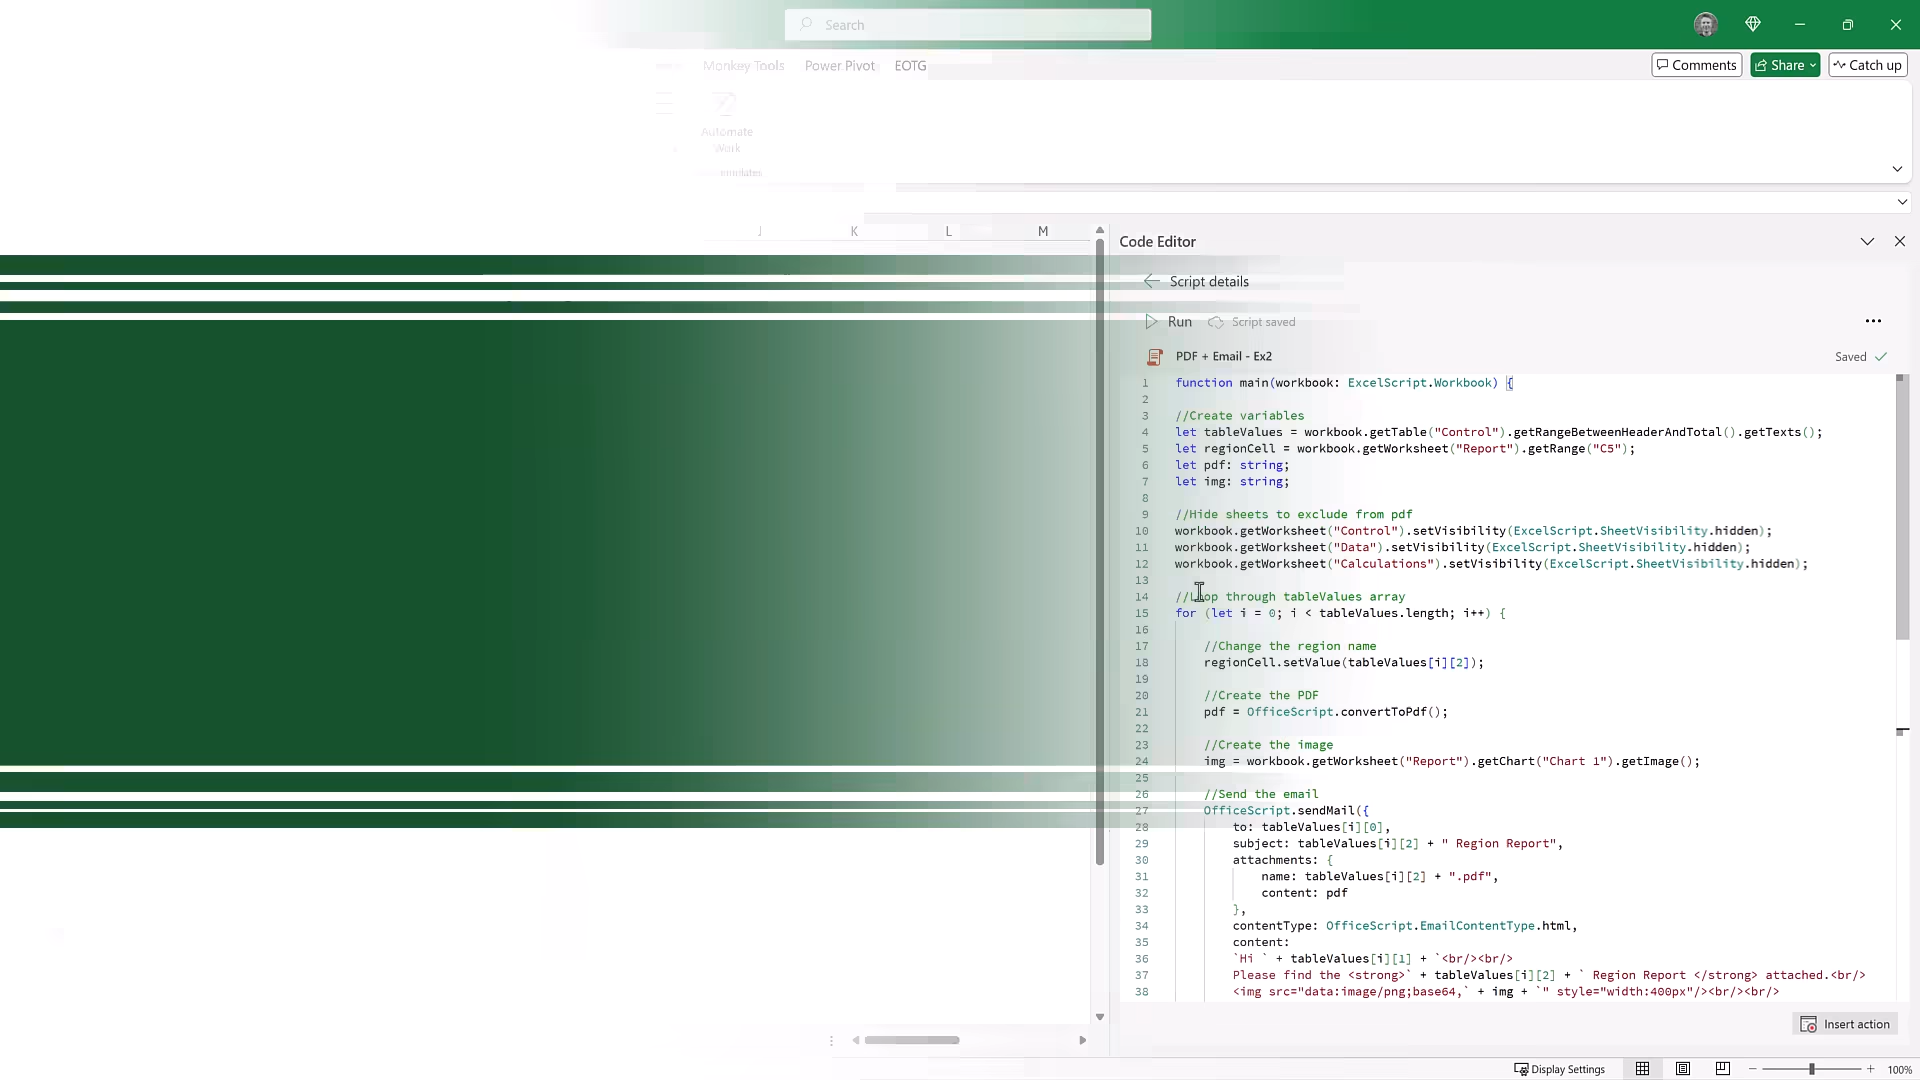 Search
Monkey Tools Power Pivot EOTG
Comments Share Catch up
Automate
Work
J K L M
Code Editor
Script details
Run Script saved
PDF + Email - Ex2 Saved
1 function main(workbook: ExcelScript.Workbook) {
2
3 //Create variables
4 let tableValues = workbook.getTable("Control").getRangeBetweenHeaderAndTotal().getTexts();
5 let regionCell = workbook.getWorksheet("Report").getRange("C5");
6 let pdf: string;
7 let img: string;
8
9 //Hide sheets to exclude from pdf
10 workbook.getWorksheet("Control").setVisibility(ExcelScript.SheetVisibility.hidden);
11 workbook.getWorksheet("Data").setVisibility(ExcelScript.SheetVisibility.hidden);
12 workbook.getWorksheet("Calculations").setVisibility(ExcelScript.SheetVisibility.hidden);
13
14 //Loop through tableValues array
15 for (let i = 0; i < tableValues.length; i++) {
16
17 //Change the region name
18 regionCell.setValue(tableValues[i][2]);
19
20 //Create the PDF
21 pdf = OfficeScript.convertToPdf();
22
23 //Create the image
24 img = workbook.getWorksheet("Report").getChart("Chart 1").getImage();
25
26 //Send the email
27 OfficeScript.sendMail({
28 to: tableValues[i][0],
29 subject: tableValues[i][2] + " Region Report",
30 attachments: {
31 name: tableValues[i][2] + ".pdf",
32 content: pdf
33 },
34 contentType: OfficeScript.EmailContentType.html,
35 content:
36 `Hi ` + tableValues[i][1] + `<br/><br/>
37 Please find the <strong>` + tableValues[i][2] + ` Region Report </strong> attached.<br/>
38 <img src="data:image/png;base64,` + img + `" style="width:400px"/><br/><br/>
Insert action
Display Settings 100%